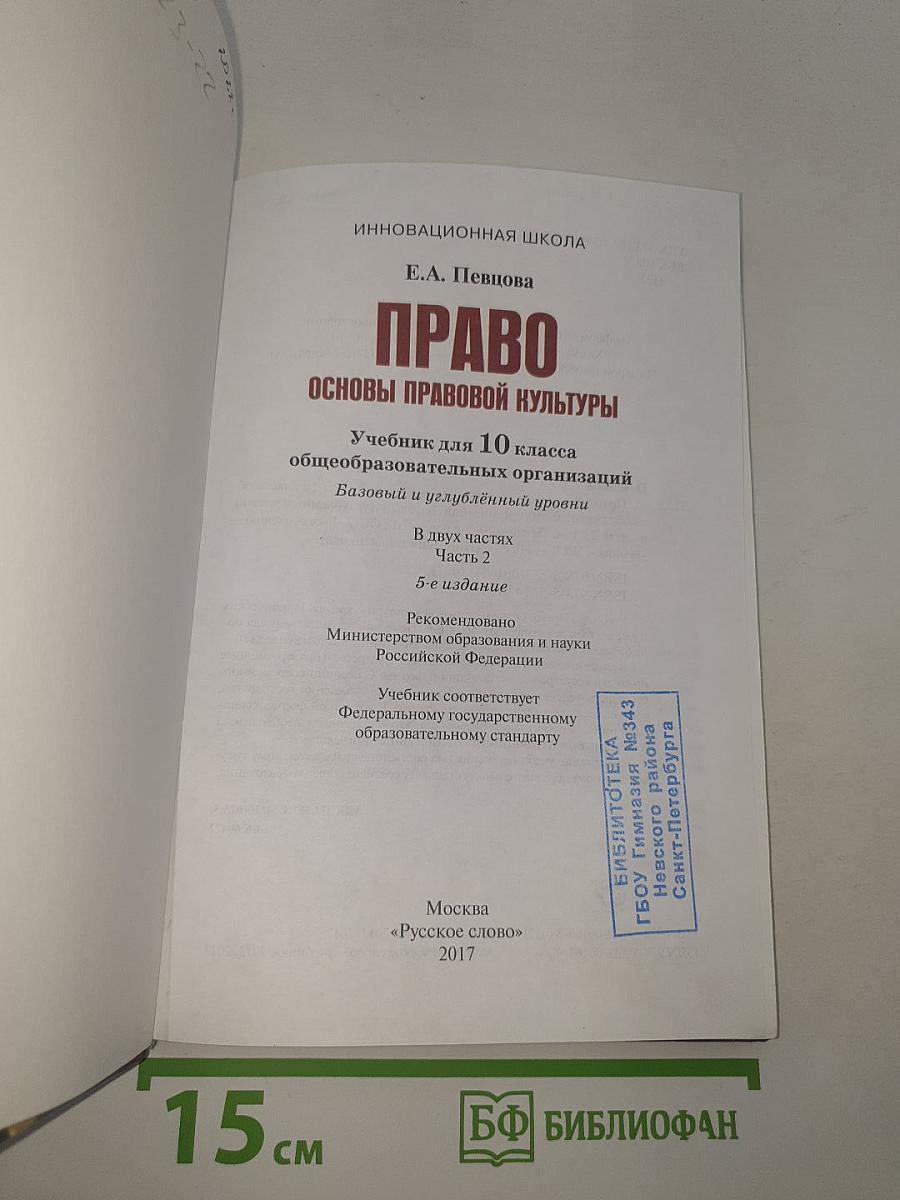 ИННОВАЦИОННАЯ ШКОЛА
Е.А. Певцова
ПРАВО
ОСНОВЫ ПРАВОВОЙ КУЛЬТУРЫ
Учебник для 10 класса
общеобразовательных организаций
Базовый и углублённый уровни
В двух частях
Часть 2
5-е издание
Рекомендовано
Министерством образования и науки
Российской Федерации
Учебник соответствует
Федеральному государственному
образовательному стандарту
БИБЛИОТЕКА
ГБОУ Гимназия №343
Невского района
Санкт-Петербурга
Москва
«Русское слово»
2017
15 см
БФ БИБЛИОФАН